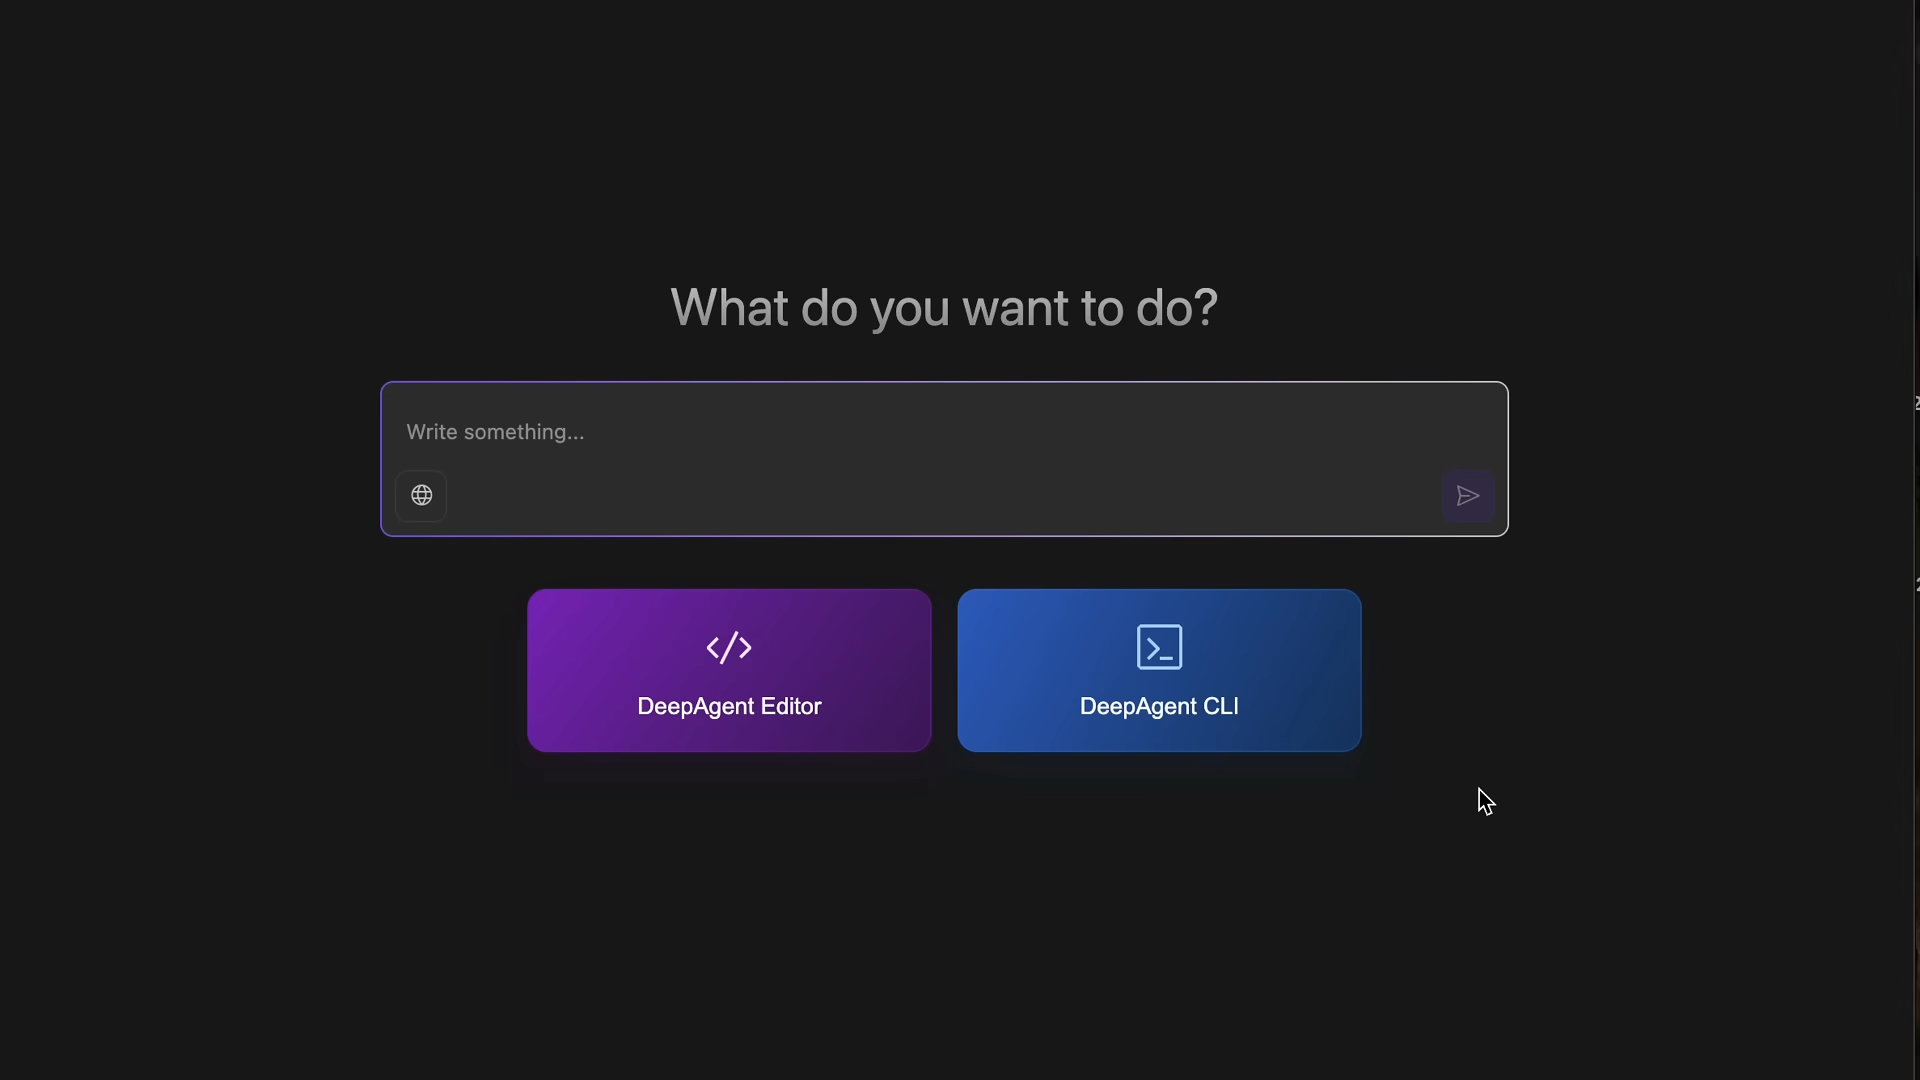 What do you want to do?
Write something...
DeepAgent Editor
DeepAgent CLI